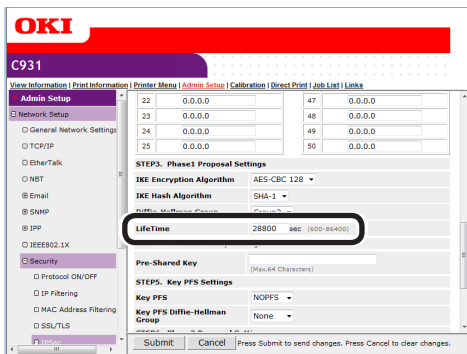 OKI
C931
View Information | Print Information | Printer Menu | Admin Setup | Calibration | Direct Print | Job List | Links
Admin Setup
Network Setup
General Network Settings
TCP/IP
EtherTalk
NBT
Email
SNMP
IPP
IEEE802.1X
Security
Protocol ON/OFF
IP Filtering
MAC Address Filtering
SSL/TLS
IPSec
22 0.0.0.0 47 0.0.0.0
23 0.0.0.0 48 0.0.0.0
24 0.0.0.0 49 0.0.0.0
25 0.0.0.0 50 0.0.0.0
STEP3. Phase1 Proposal Settings
IKE Encryption Algorithm AES-CBC 128
IKE Hash Algorithm SHA-1
Diffie-Hellman Group Group2
LifeTime 28800 sec (600-86400)
Pre-Shared Key
(Max.64 Characters)
STEP5. Key PFS Settings
Key PFS NOPFS
Key PFS Diffie-Hellman Group None
Submit Cancel Press Submit to send changes. Press Cancel to clear changes.